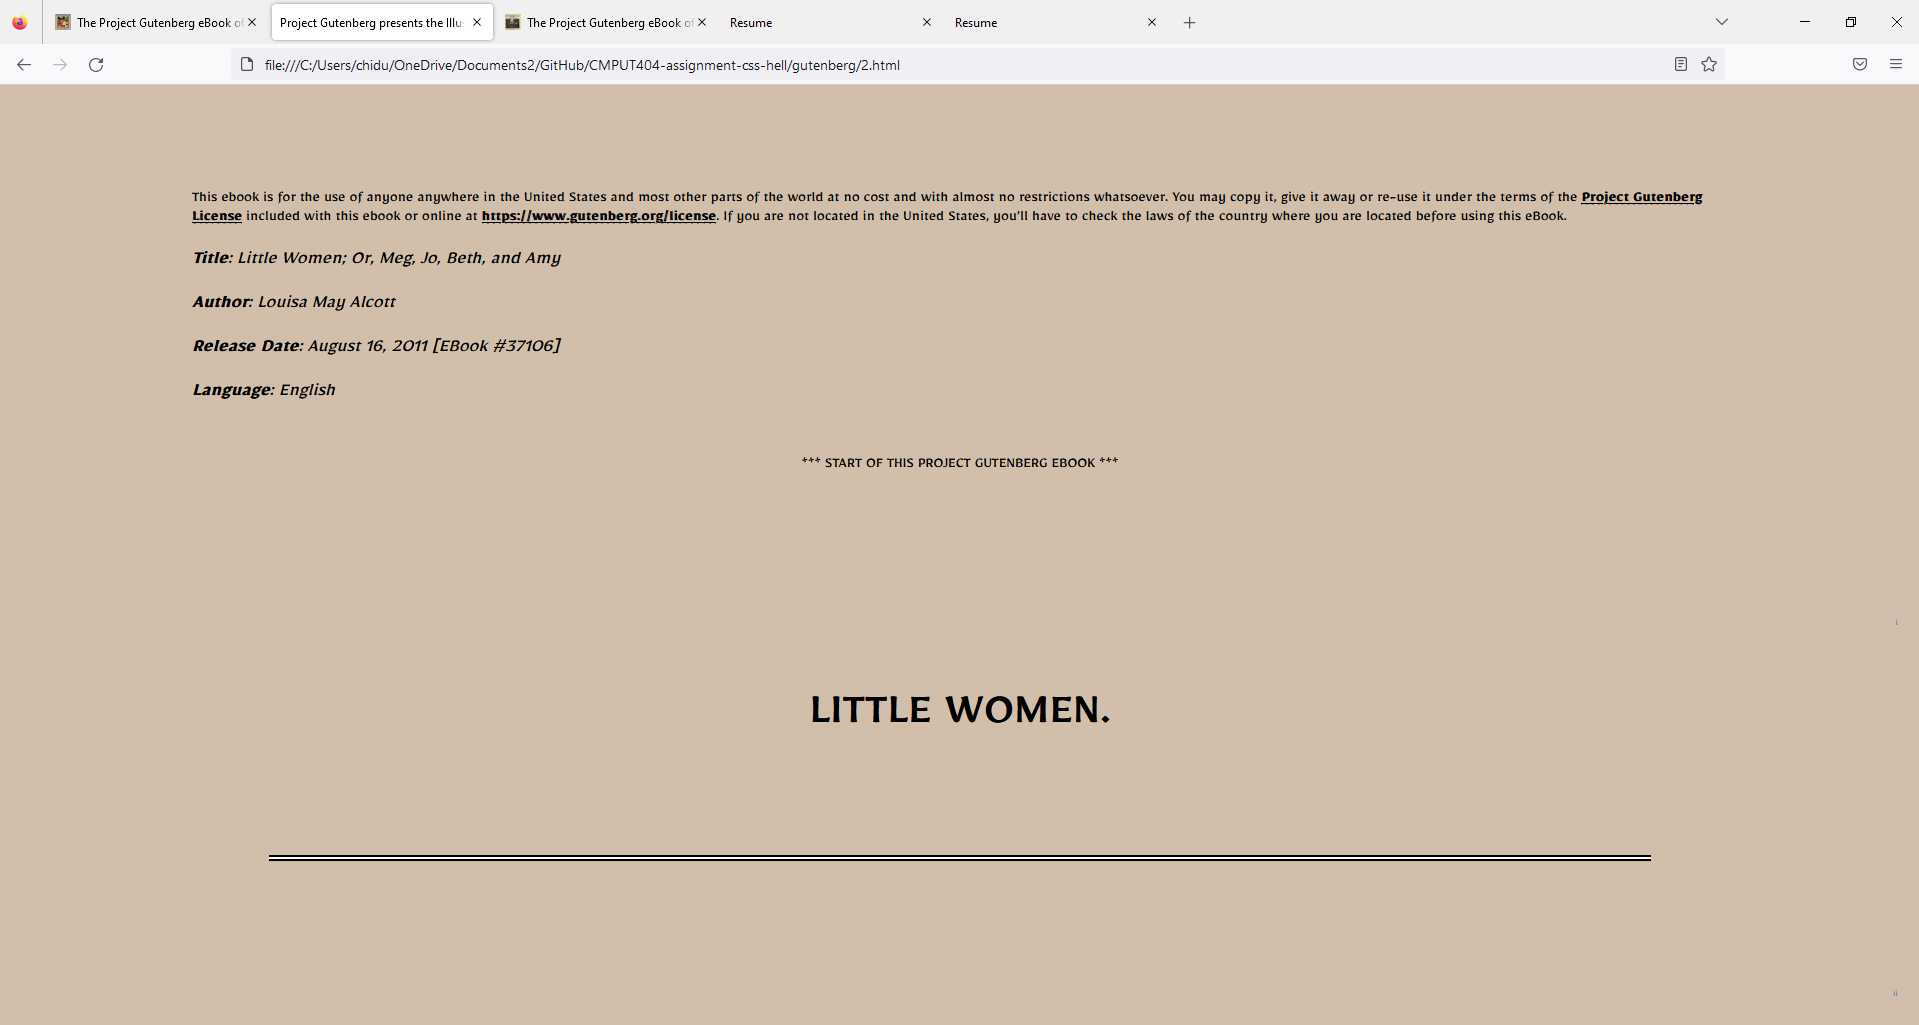 The Project Gutenberg eBook of
Project Gutenberg presents the Illu
The Project Gutenberg eBook of
Resume
Resume
file:///C:/Users/chidu/OneDrive/Documents2/GitHub/CMPUT404-assignment-css-hell/gutenberg/2.html
This ebook is for the use of anyone anywhere in the United States and most other parts of the world at no cost and with almost no restrictions whatsoever. You may copy it, give it away or re-use it under the terms of the Project Gutenberg
License included with this ebook or online at https://www.gutenberg.org/license. If you are not located in the United States, you'll have to check the laws of the country where you are located before using this eBook.
Title: Little Women; Or, Meg, Jo, Beth, and Amy
Author: Louisa May Alcott
Release Date: August 16, 2011 [EBook #37106]
Language: English
*** START OF THIS PROJECT GUTENBERG EBOOK ***
i
LITTLE WOMEN.
ii